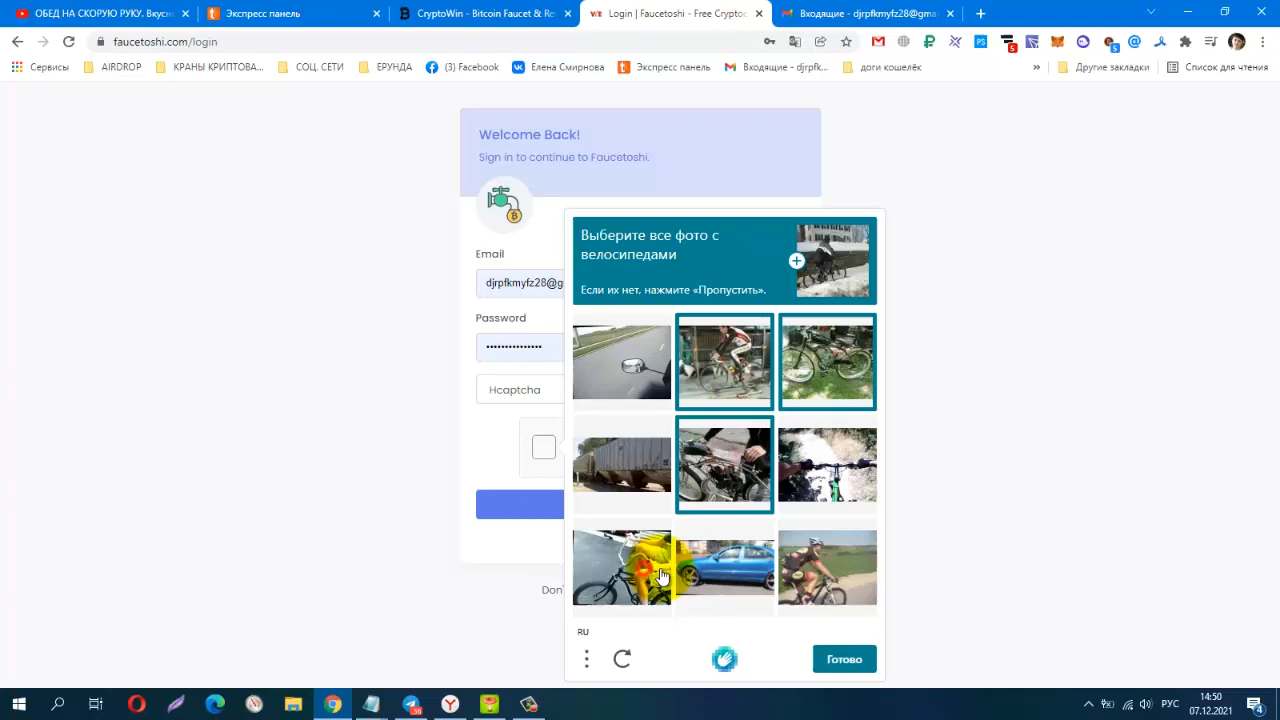 ОБЕД НА СКОРУЮ РУКУ. Вкусн
Экспресс панель
CryptoWin - Bitcoin Faucet & Re
Login | Faucetoshi - Free Cryptoc
Входящие - djrpfkmyfz28@gma
faucetoshi.com/login
Сервисы
AIRDROP
КРАНЫ КРИПТОВА...
СОЦ. СЕТИ
ЕРУНДА
(3) Facebook
Елена Смирнова
Экспресс панель
Входящие - djrpfk...
доги кошелёк
»
Другие закладки
Список для чтения
Welcome Back!
Sign in to continue to Faucetoshi.
Email
djrpfkmyfz28@g
Password
Hcaptcha
Don
Выберите все фото с
велосипедами
Если их нет, нажмите «Пропустить».
RU
Готово
РУС
14:50
07.12.2021